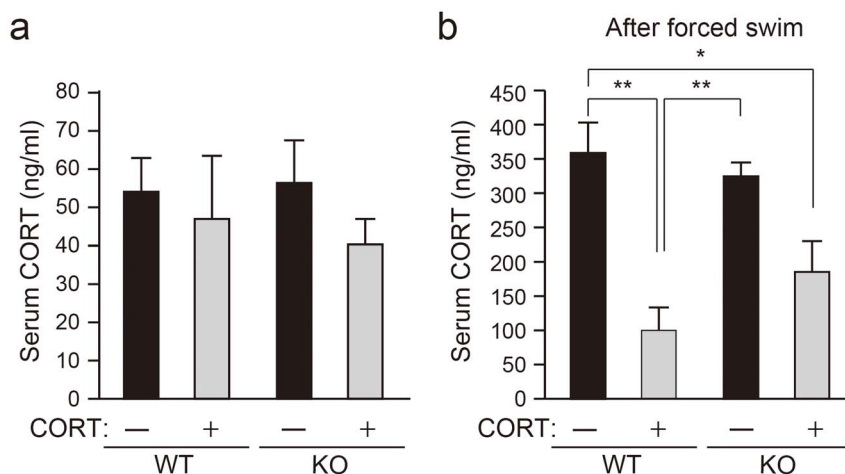 a
Serum CORT (ng/ml)
80
70
60
50
40
30
20
10
0
CORT: — + — +
WT KO
b
After forced swim
*
** **
Serum CORT (ng/ml)
450
400
350
300
250
200
150
100
50
0
CORT: — + — +
WT KO